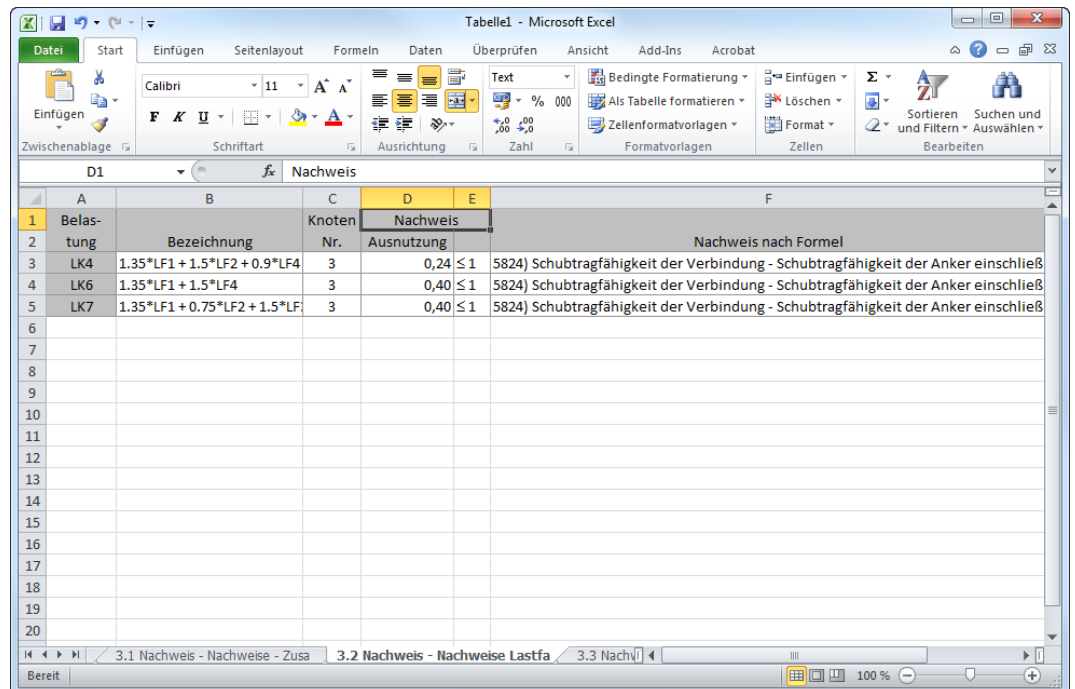 Tabelle1 - Microsoft Excel
Datei Start Einfügen Seitenlayout Formeln Daten Überprüfen Ansicht Add-Ins Acrobat
Einfügen
Calibri 11 A A
F K U A
Text
% 000
,00 ,0
Bedingte Formatierung
Als Tabelle formatieren
Zellenformatvorlagen
Einfügen
Löschen
Format
Σ
Sortieren und Filtern
Suchen und Auswählen
Zwischenablage Schriftart Ausrichtung Zahl Formatvorlagen Zellen Bearbeiten
D1 fx Nachweis
A B C D E F
1 Belas- Knoten Nachweis
2 tung Bezeichnung Nr. Ausnutzung Nachweis nach Formel
3 LK4 1.35*LF1 + 1.5*LF2 + 0.9*LF4 3 0,24 ≤ 1 5824) Schubtragfähigkeit der Verbindung - Schubtragfähigkeit der Anker einschließ
4 LK6 1.35*LF1 + 1.5*LF4 3 0,40 ≤ 1 5824) Schubtragfähigkeit der Verbindung - Schubtragfähigkeit der Anker einschließ
5 LK7 1.35*LF1 + 0.75*LF2 + 1.5*LF 3 0,40 ≤ 1 5824) Schubtragfähigkeit der Verbindung - Schubtragfähigkeit der Anker einschließ
6
7
8
9
10
11
12
13
14
15
16
17
18
19
20
3.1 Nachweis - Nachweise - Zusa 3.2 Nachweis - Nachweise Lastfa 3.3 Nachw
Bereit 100 %